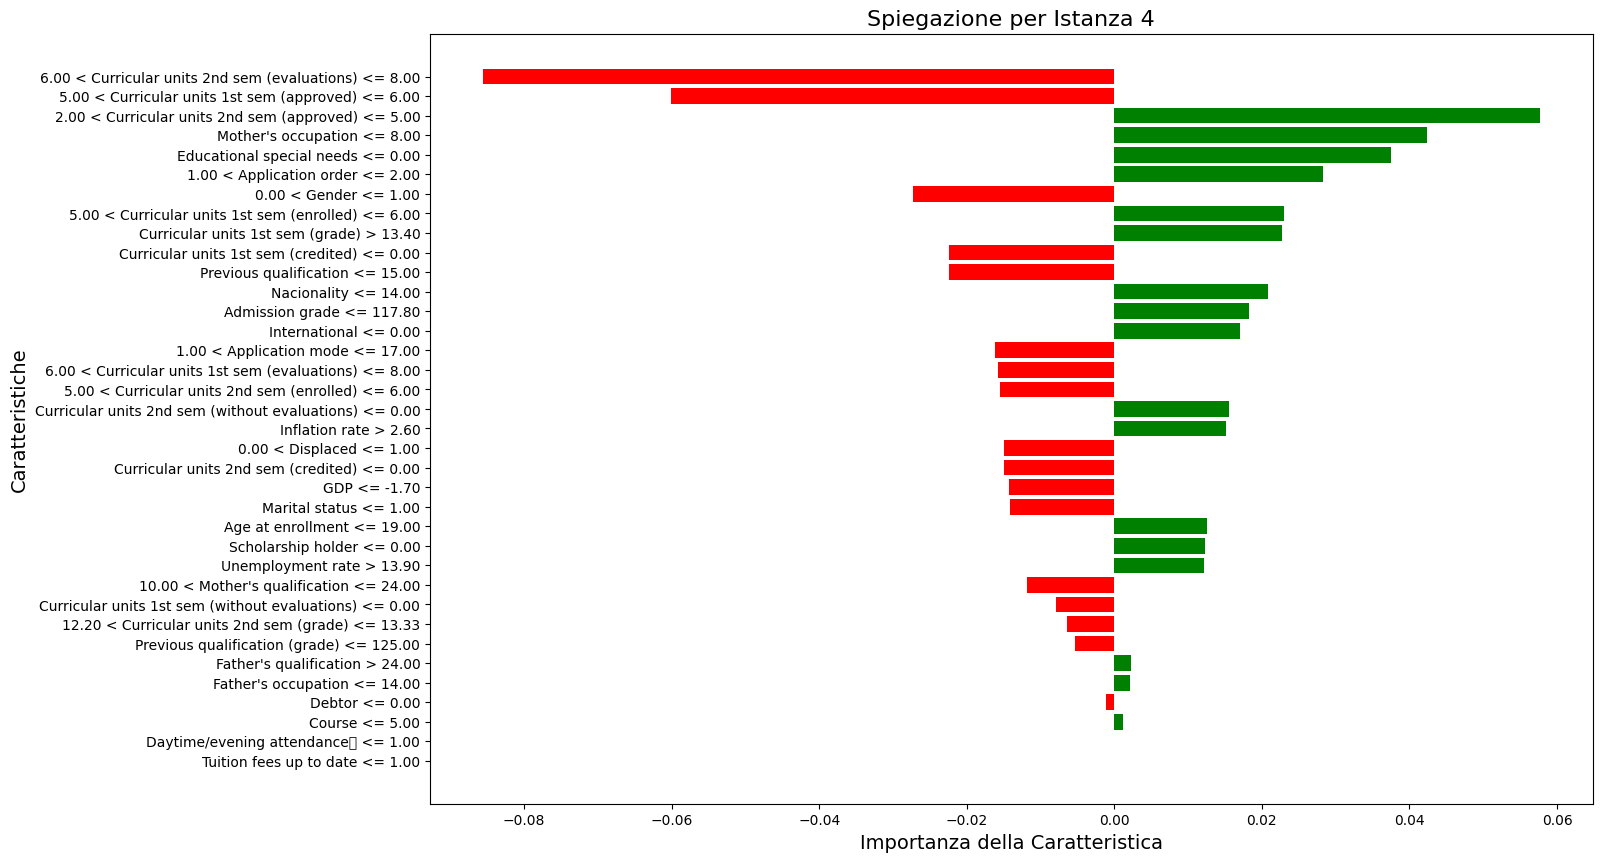 Spiegazione per Istanza 4
6.00 < Curricular units 2nd sem (evaluations) <= 8.00
5.00 < Curricular units 1st sem (approved) <= 6.00
2.00 < Curricular units 2nd sem (approved) <= 5.00
Mother's occupation <= 8.00
Educational special needs <= 0.00
1.00 < Application order <= 2.00
0.00 < Gender <= 1.00
5.00 < Curricular units 1st sem (enrolled) <= 6.00
Curricular units 1st sem (grade) > 13.40
Curricular units 1st sem (credited) <= 0.00
Previous qualification <= 15.00
Nacionality <= 14.00
Admission grade <= 117.80
International <= 0.00
1.00 < Application mode <= 17.00
6.00 < Curricular units 1st sem (evaluations) <= 8.00
5.00 < Curricular units 2nd sem (enrolled) <= 6.00
Curricular units 2nd sem (without evaluations) <= 0.00
Inflation rate > 2.60
0.00 < Displaced <= 1.00
Curricular units 2nd sem (credited) <= 0.00
GDP <= -1.70
Marital status <= 1.00
Age at enrollment <= 19.00
Scholarship holder <= 0.00
Unemployment rate > 13.90
10.00 < Mother's qualification <= 24.00
Curricular units 1st sem (without evaluations) <= 0.00
12.20 < Curricular units 2nd sem (grade) <= 13.33
Previous qualification (grade) <= 125.00
Father's qualification > 24.00
Father's occupation <= 14.00
Debtor <= 0.00
Course <= 5.00
Daytime/evening attendance▯ <= 1.00
Tuition fees up to date <= 1.00
Caratteristiche
−0.08 −0.06 −0.04 −0.02 0.00 0.02 0.04 0.06
Importanza della Caratteristica